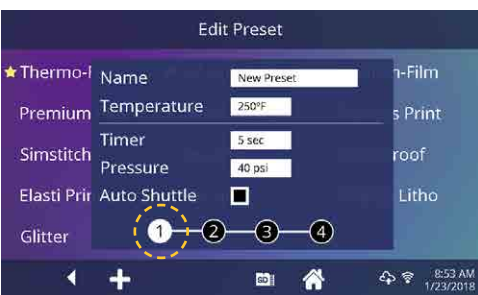 Edit Preset
Thermo-F
Name
New Preset
n-Film
Premium
Temperature
250°F
s Print
Timer
5 sec
Simstitch
Pressure
40 psi
roof
Elasti Prin
Auto Shuttle
Litho
Glitter
1
2
3
4
SD
8:53 AM
1/23/2018